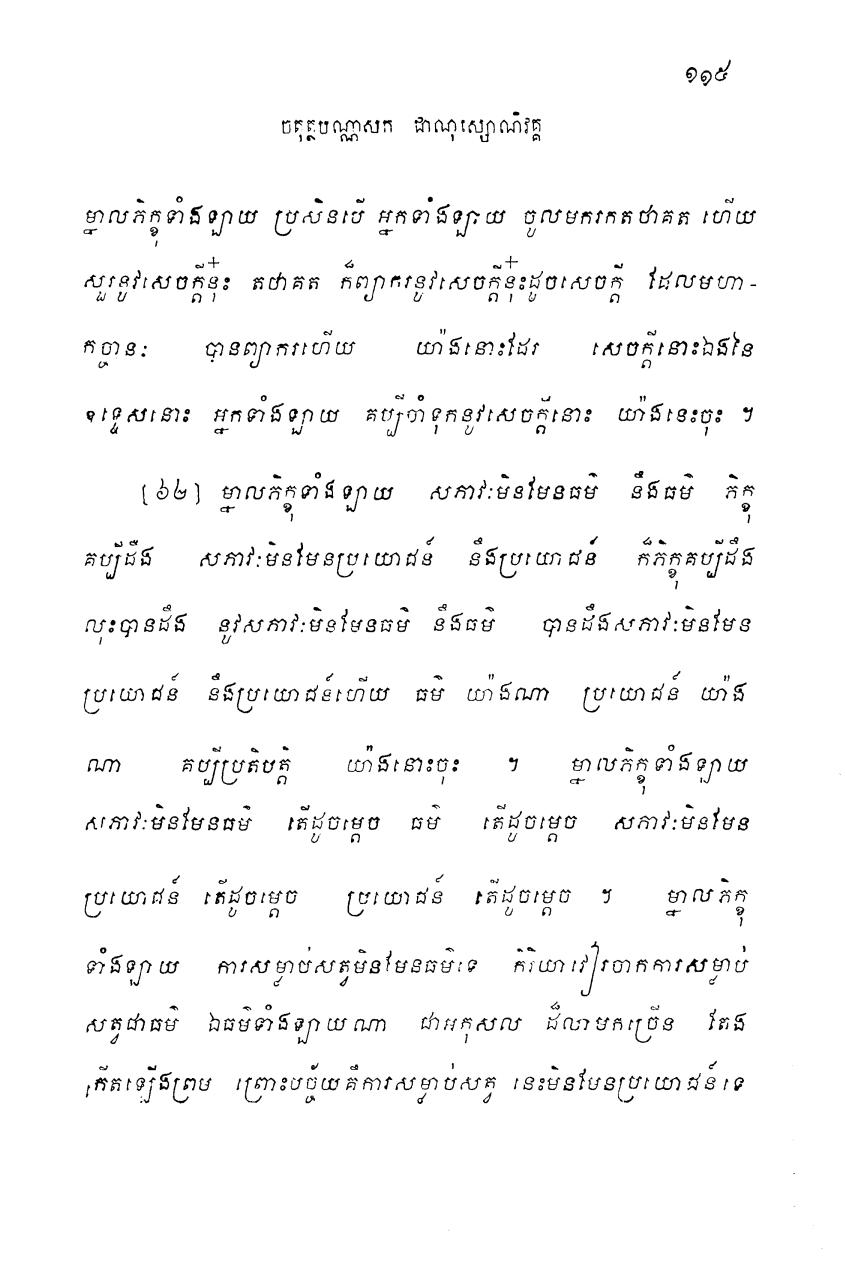 ១១៥
ចតុត្ថបណ្ណាសក ជាណុស្សោណិវគ្គ
ម្នាលភិក្ខុទាំងឡាយ ប្រសិនបើ អ្នកទាំងឡាយ ចូលមករកតថាគត ហើយ
សួរនូវសេចក្តីនុ៎ះ តថាគត ក៏ព្យាករនូវសេចក្តីនុ៎ះដូចសេចក្តី ដែលមហា-
កច្ចានៈ បានព្យាករហើយ យ៉ាងនោះដែរ សេចក្តីនោះឯងនៃ
ឧទ្ទេសនោះ អ្នកទាំងឡាយ គប្បីចាំទុកនូវសេចក្តីនោះ យ៉ាងនេះចុះ ។
[៦២] ម្នាលភិក្ខុទាំងឡាយ សភាវៈមិនមែនធម៌ នឹងធម៌ ភិក្ខុ
គប្បីដឹង សភាវៈមិនមែនប្រយោជន៍ នឹងប្រយោជន៍ ក៏ភិក្ខុគប្បីដឹង
លុះបានដឹង នូវសភាវៈមិនមែនធម៌ នឹងធម៌ បានដឹងសភាវៈមិនមែន
ប្រយោជន៍ នឹងប្រយោជន៍ហើយ ធម៌ យ៉ាងណា ប្រយោជន៍ យ៉ាង
ណា គប្បីប្រតិបត្តិ យ៉ាងនោះចុះ ។ ម្នាលភិក្ខុទាំងឡាយ
សភាវៈមិនមែនធម៌ តើដូចម្តេច ធម៌ តើដូចម្តេច សភាវៈមិនមែន
ប្រយោជន៍ តើដូចម្តេច ប្រយោជន៍ តើដូចម្តេច ។ ម្នាលភិក្ខុ
ទាំងឡាយ ការសម្លាប់សត្វមិនមែនធម៌ទេ កិរិយាវៀរចាកការសម្លាប់
សត្វជាធម៌ ឯធម៌ទាំងឡាយណា ជាអកុសល ដ៏លាមកច្រើន តែង
កើតឡើងព្រម ព្រោះបច្ច័យគឺការសម្លាប់សត្វ នេះមិនមែនប្រយោជន៍ទេ